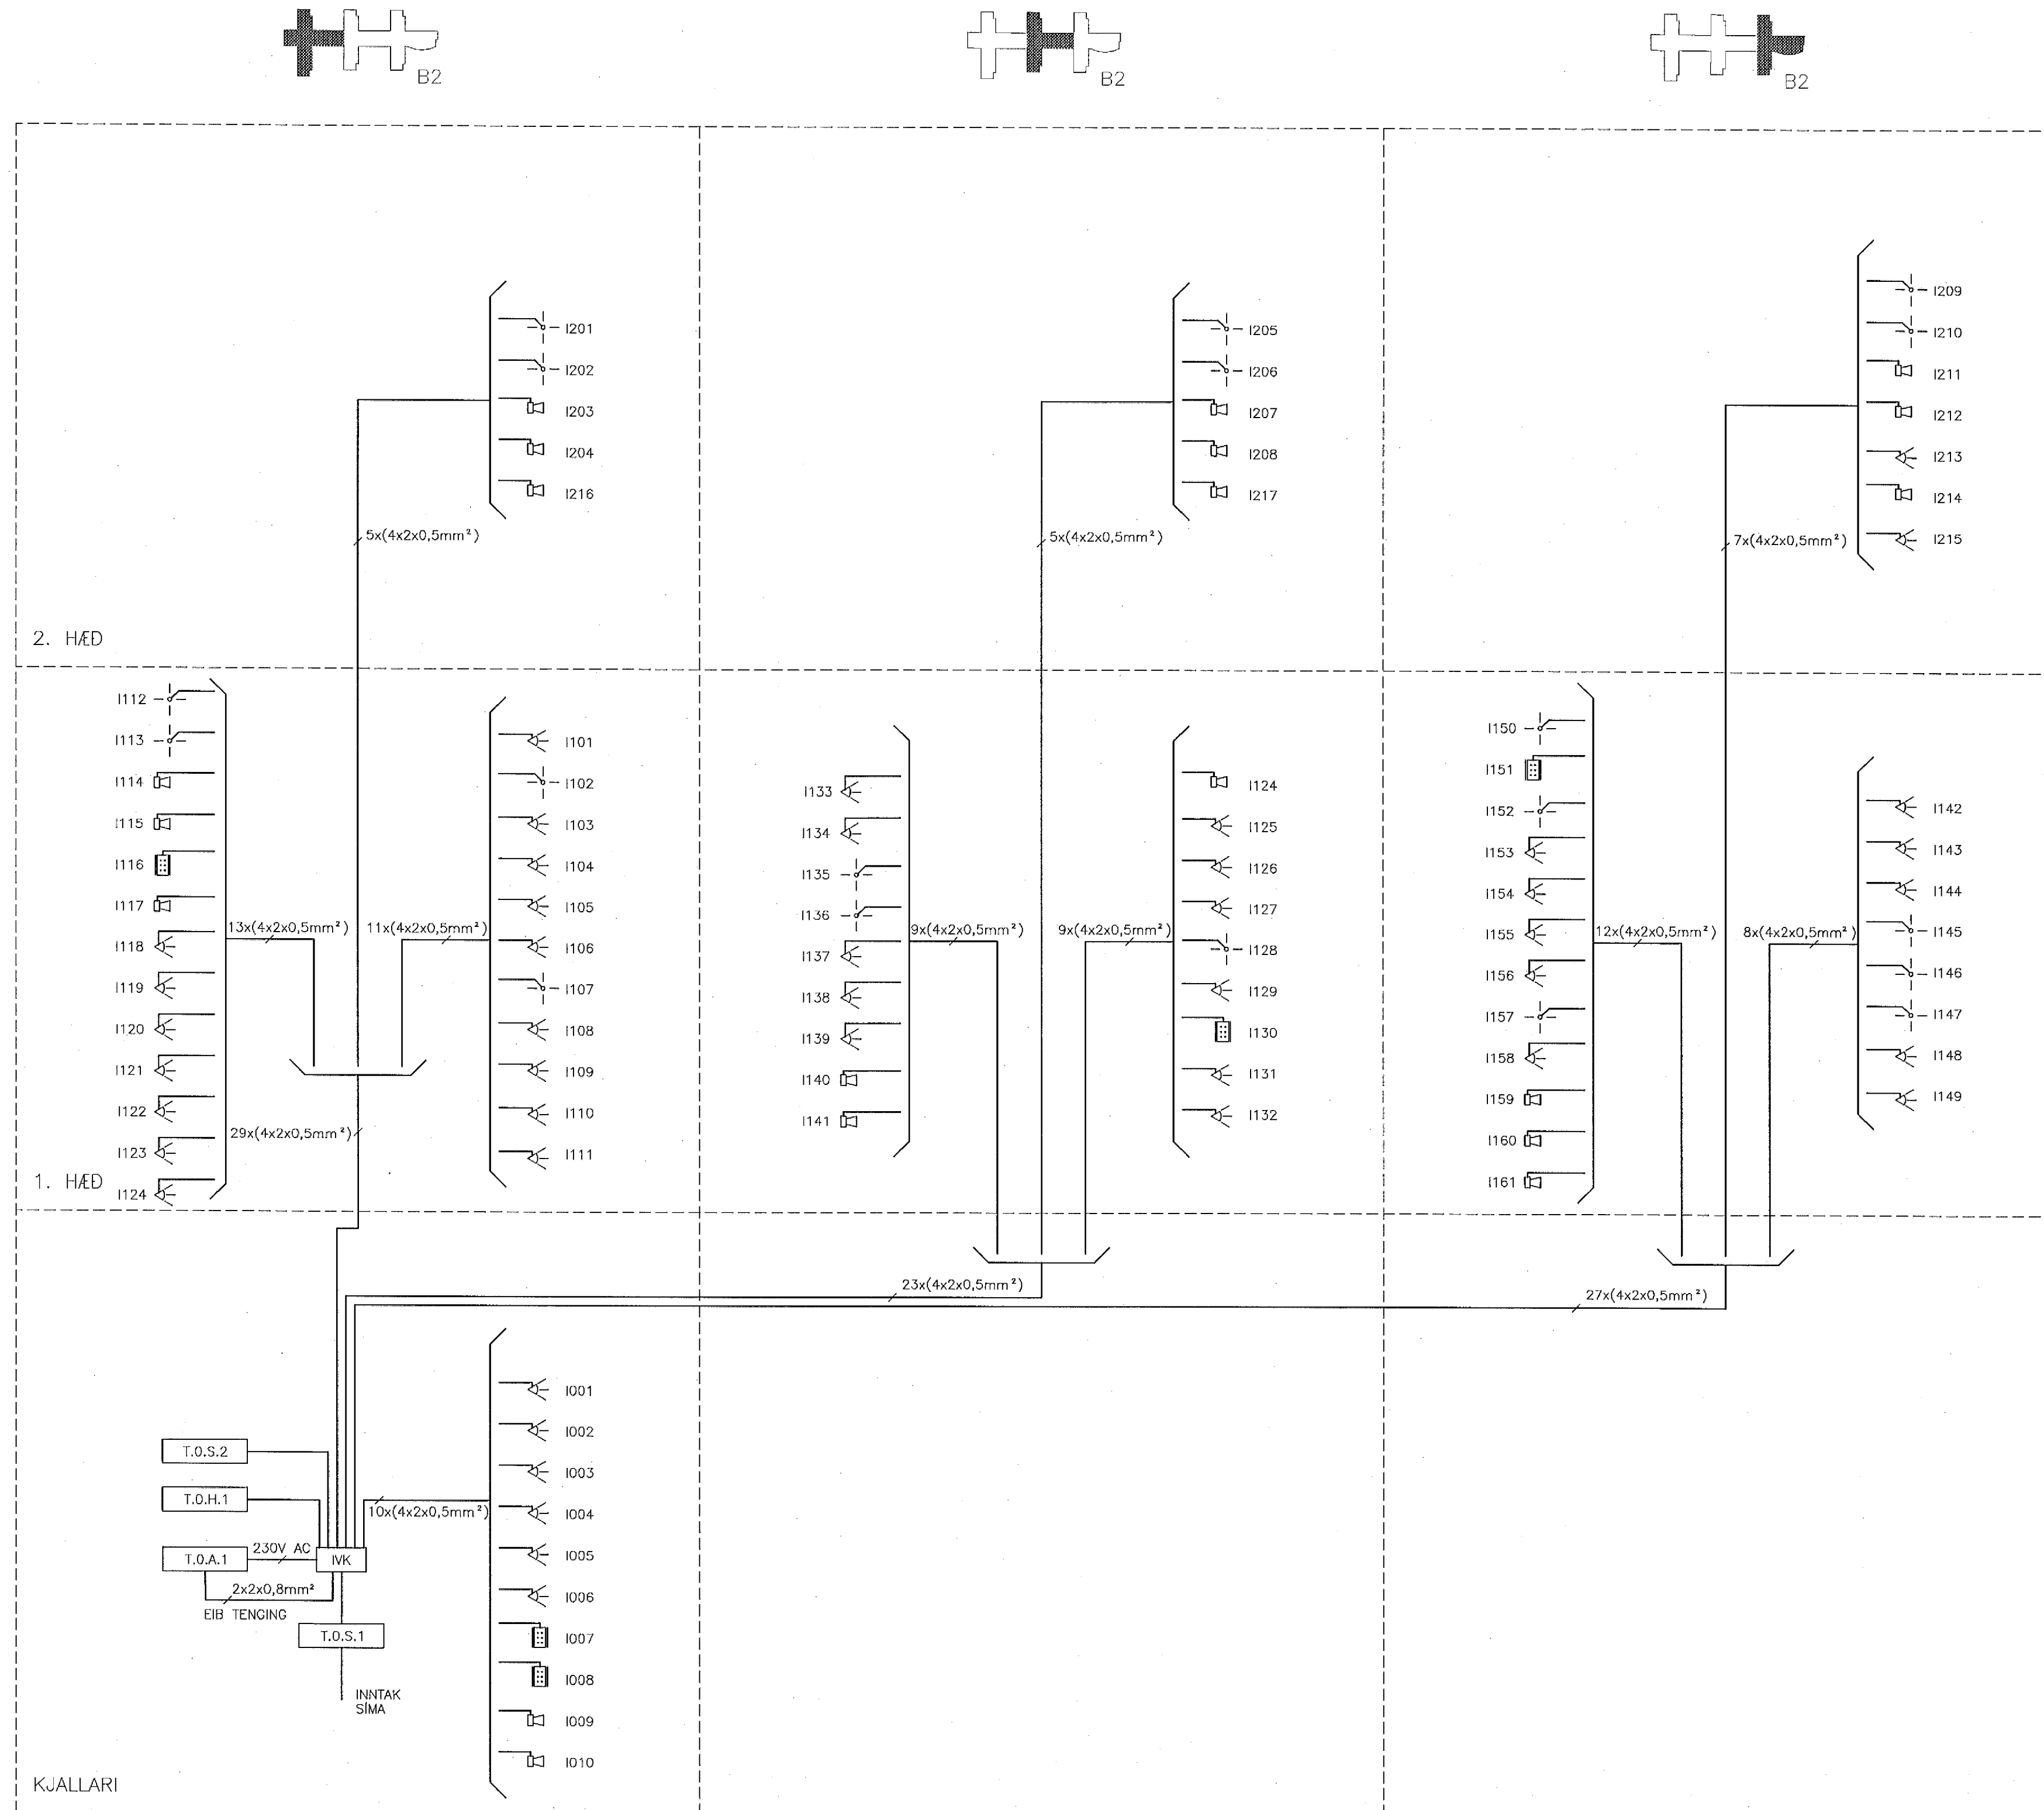 B2
B2
B2
I201
I202
I203
I204
I216
5x(4x2x0,5mm²)
I205
I206
I207
I208
I217
5x(4x2x0,5mm²)
I209
I210
I211
I212
I213
I214
I215
7x(4x2x0,5mm²)
2. HÆÐ
I112
I113
I114
I115
I116
I117
I118
I119
I120
I121
I122
I123
I124
13x(4x2x0,5mm²)
11x(4x2x0,5mm²)
29x(4x2x0,5mm²)
I101
I102
I103
I104
I105
I106
I107
I108
I109
I110
I111
I133
I134
I135
I136
I137
I138
I139
I140
I141
9x(4x2x0,5mm²)
9x(4x2x0,5mm²)
I124
I125
I126
I127
I128
I129
I130
I131
I132
I150
I151
I152
I153
I154
I155
I156
I157
I158
I159
I160
I161
12x(4x2x0,5mm²)
8x(4x2x0,5mm²)
I142
I143
I144
I145
I146
I147
I148
I149
1. HÆÐ
23x(4x2x0,5mm²)
27x(4x2x0,5mm²)
I001
I002
I003
I004
I005
I006
I007
I008
I009
I010
10x(4x2x0,5mm²)
T.0.S.2
T.0.H.1
T.0.A.1
230V AC
IVK
2x2x0,8mm²
EIB TENGING
T.0.S.1
INNTAK
SÍMA
KJALLARI